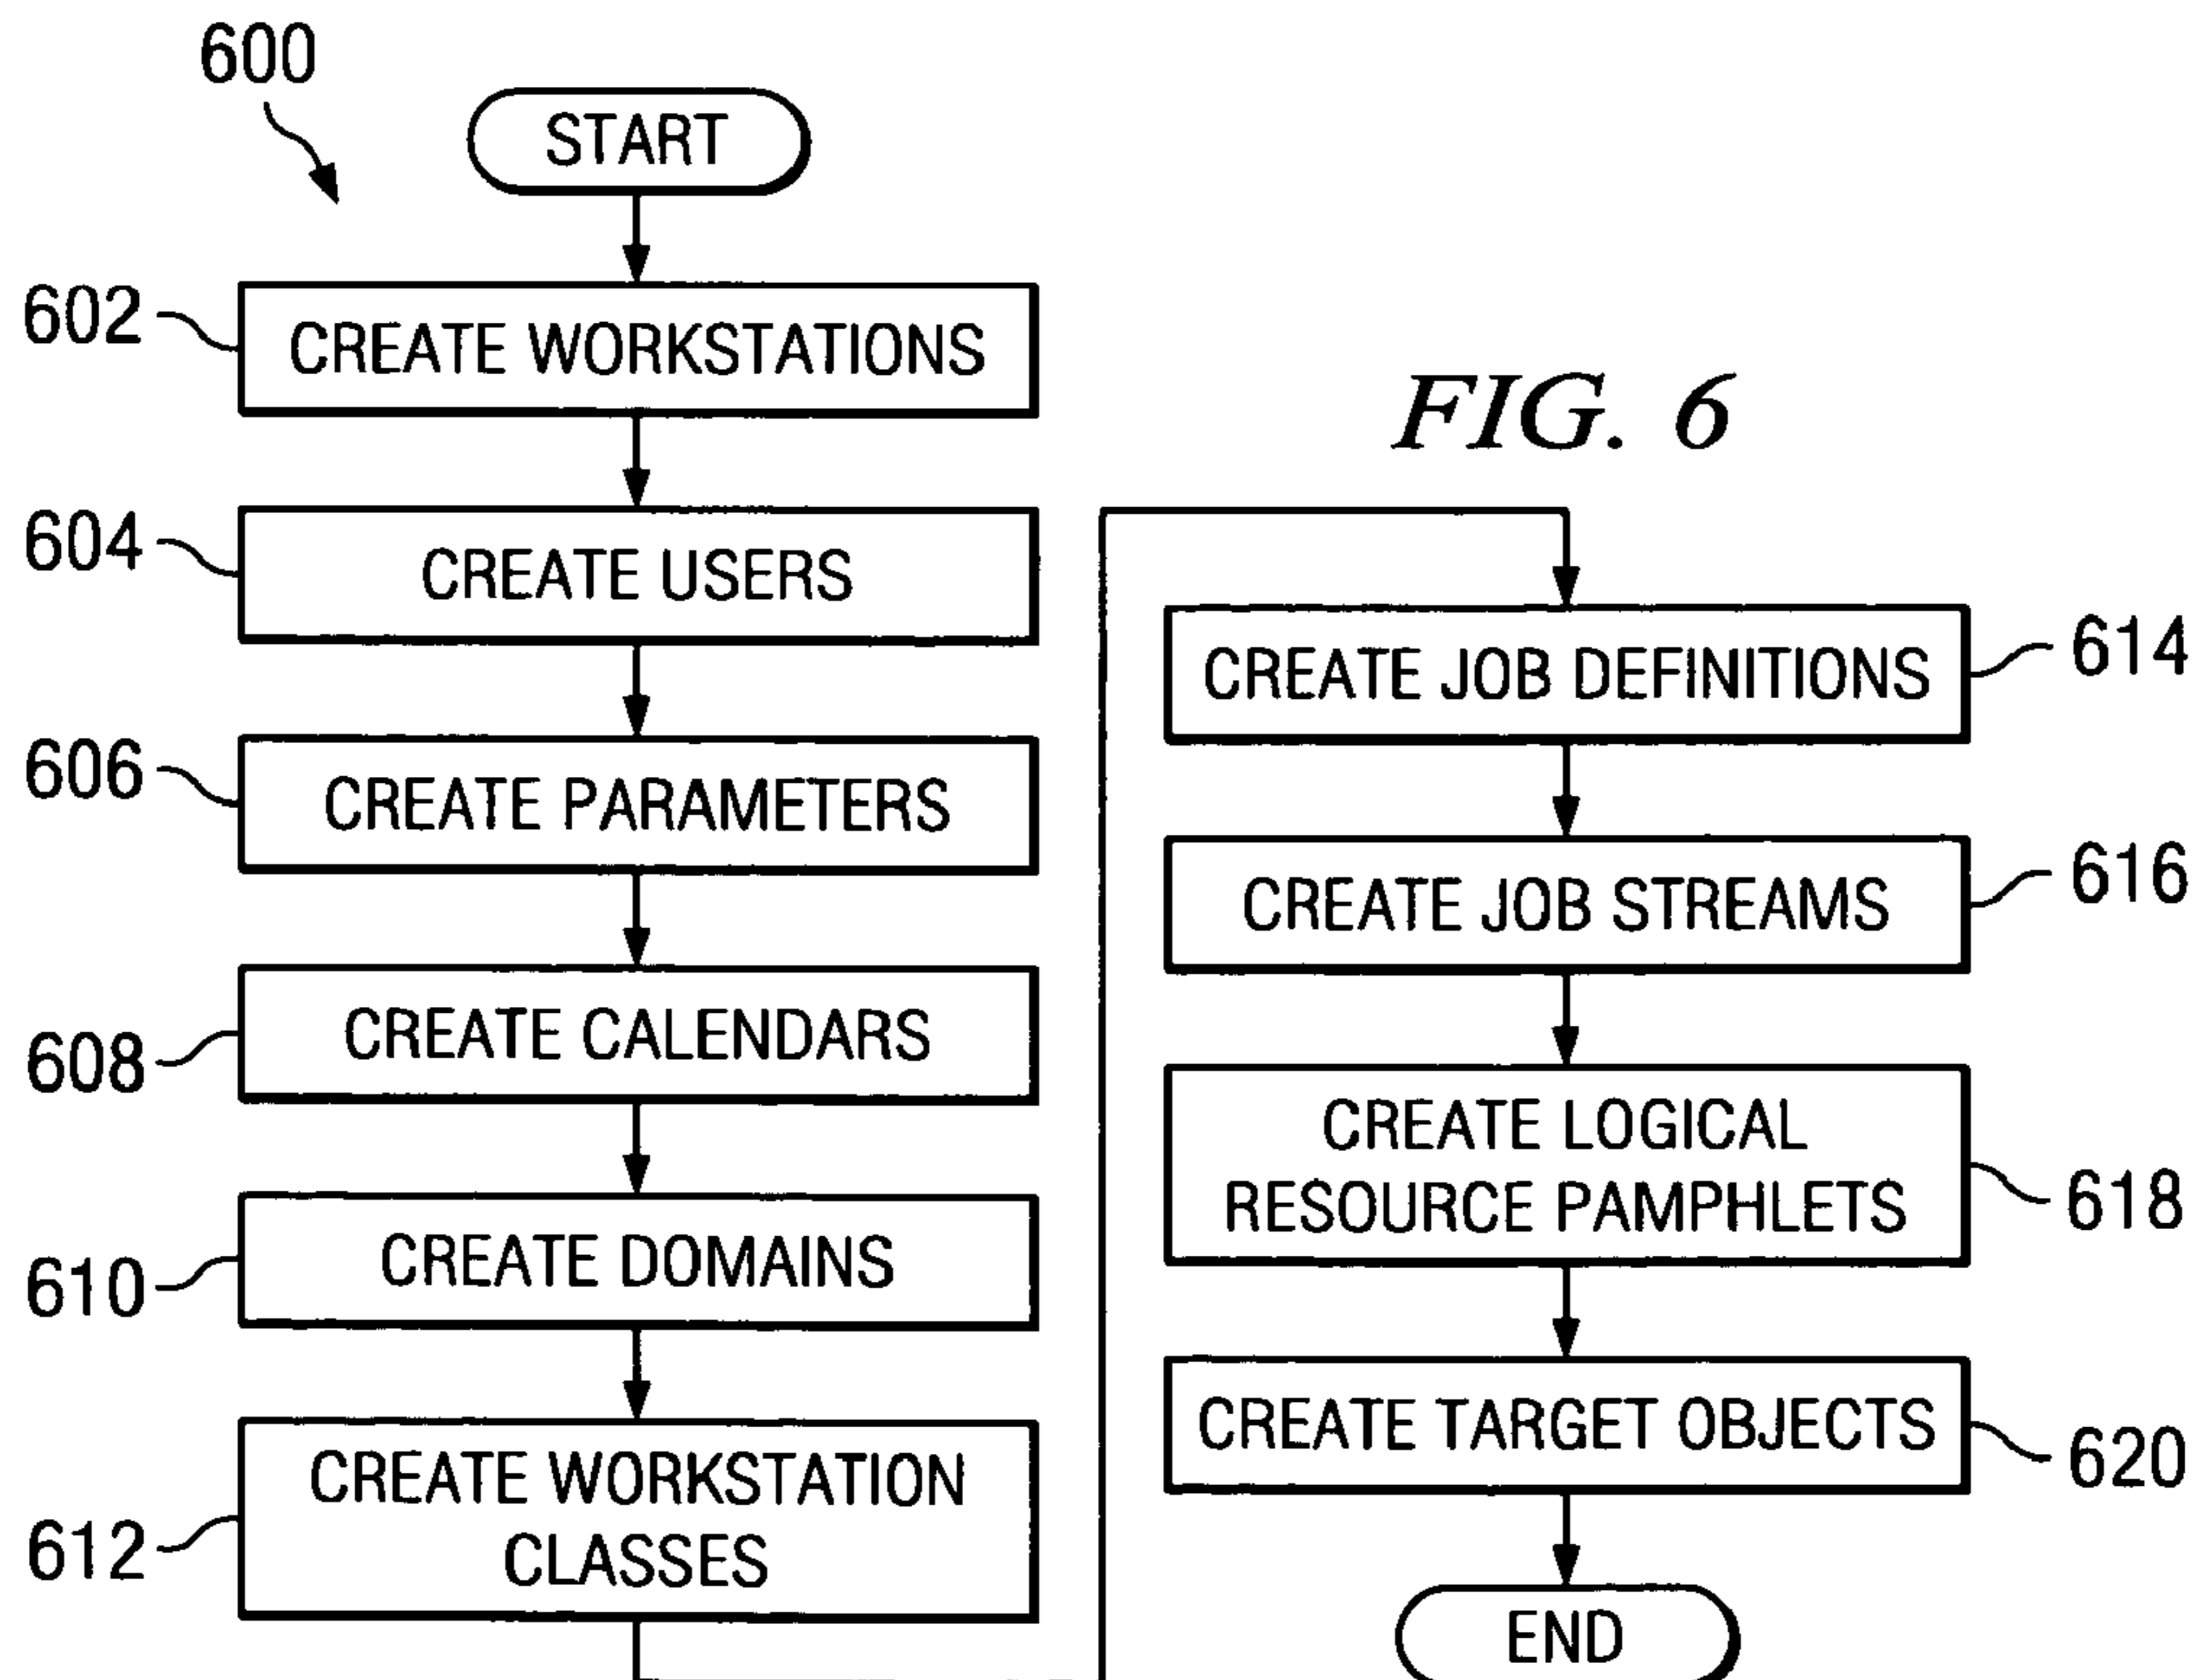 600
START
602
CREATE WORKSTATIONS
604
CREATE USERS
606
CREATE PARAMETERS
608
CREATE CALENDARS
610
CREATE DOMAINS
612
CREATE WORKSTATION
CLASSES
FIG. 6
CREATE JOB DEFINITIONS
614
CREATE JOB STREAMS
616
CREATE LOGICAL
RESOURCE PAMPHLETS
618
CREATE TARGET OBJECTS
620
END